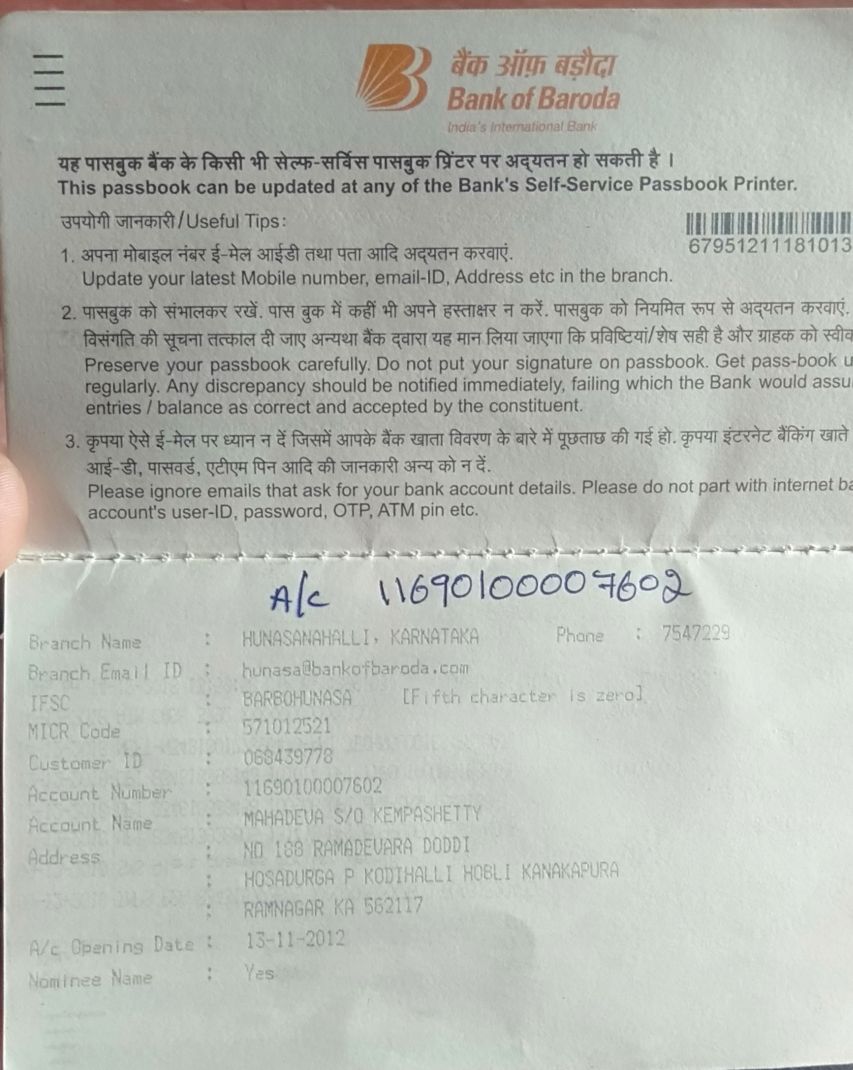 बैंक ऑफ़ बड़ौदा
Bank of Baroda
India's International Bank
यह पासबुक बैंक के किसी भी सेल्फ-सर्विस पासबुक प्रिंटर पर अद्यतन हो सकती है ।
This passbook can be updated at any of the Bank's Self-Service Passbook Printer.
उपयोगी जानकारी/Useful Tips:
67951211181013
1. अपना मोबाइल नंबर ई-मेल आईडी तथा पता आदि अद्यतन करवाएं.
Update your latest Mobile number, email-ID, Address etc in the branch.
2. पासबुक को संभालकर रखें. पास बुक में कहीं भी अपने हस्ताक्षर न करें. पासबुक को नियमित रूप से अद्यतन करवाएं.
विसंगति की सूचना तत्काल दी जाए अन्यथा बैंक द्वारा यह मान लिया जाएगा कि प्रविष्टियां/शेष सही है और ग्राहक को
Preserve your passbook carefully. Do not put your signature on passbook. Get pass-book
regularly. Any discrepancy should be notified immediately, failing which the Bank would
entries / balance as correct and accepted by the constituent.
3. कृपया ऐसे ई-मेल पर ध्यान न दें जिसमें आपके बैंक खाता विवरण के बारे में पूछताछ की गई हो. कृपया इंटरनेट बैंकिंग खाते
आई-डी, पासवर्ड, एटीएम पिन आदि की जानकारी अन्य को न दें.
Please ignore emails that ask for your bank account details. Please do not part with internet
account's user-ID, password, OTP, ATM pin etc.
A/c 11690100007602
Branch Name : HUNASANAHALLI, KARNATAKA Phone : 7547229
Branch Email ID : hunasa@bankofbaroda.com
IFSC : BARB0HUNASA [Fifth character is zero]
MICR Code : 571012521
Customer ID : 068439778
Account Number : 11690100007602
Account Name : MAHADEVA S/O KEMPASHETTY
Address : NO 188 RAMADEVARA DODDI
: HOSADURGA P KODIHALLI HOBLI KANAKAPURA
: RAMNAGAR KA 562117
A/c Opening Date : 13-11-2012
Nominee Name : Yes